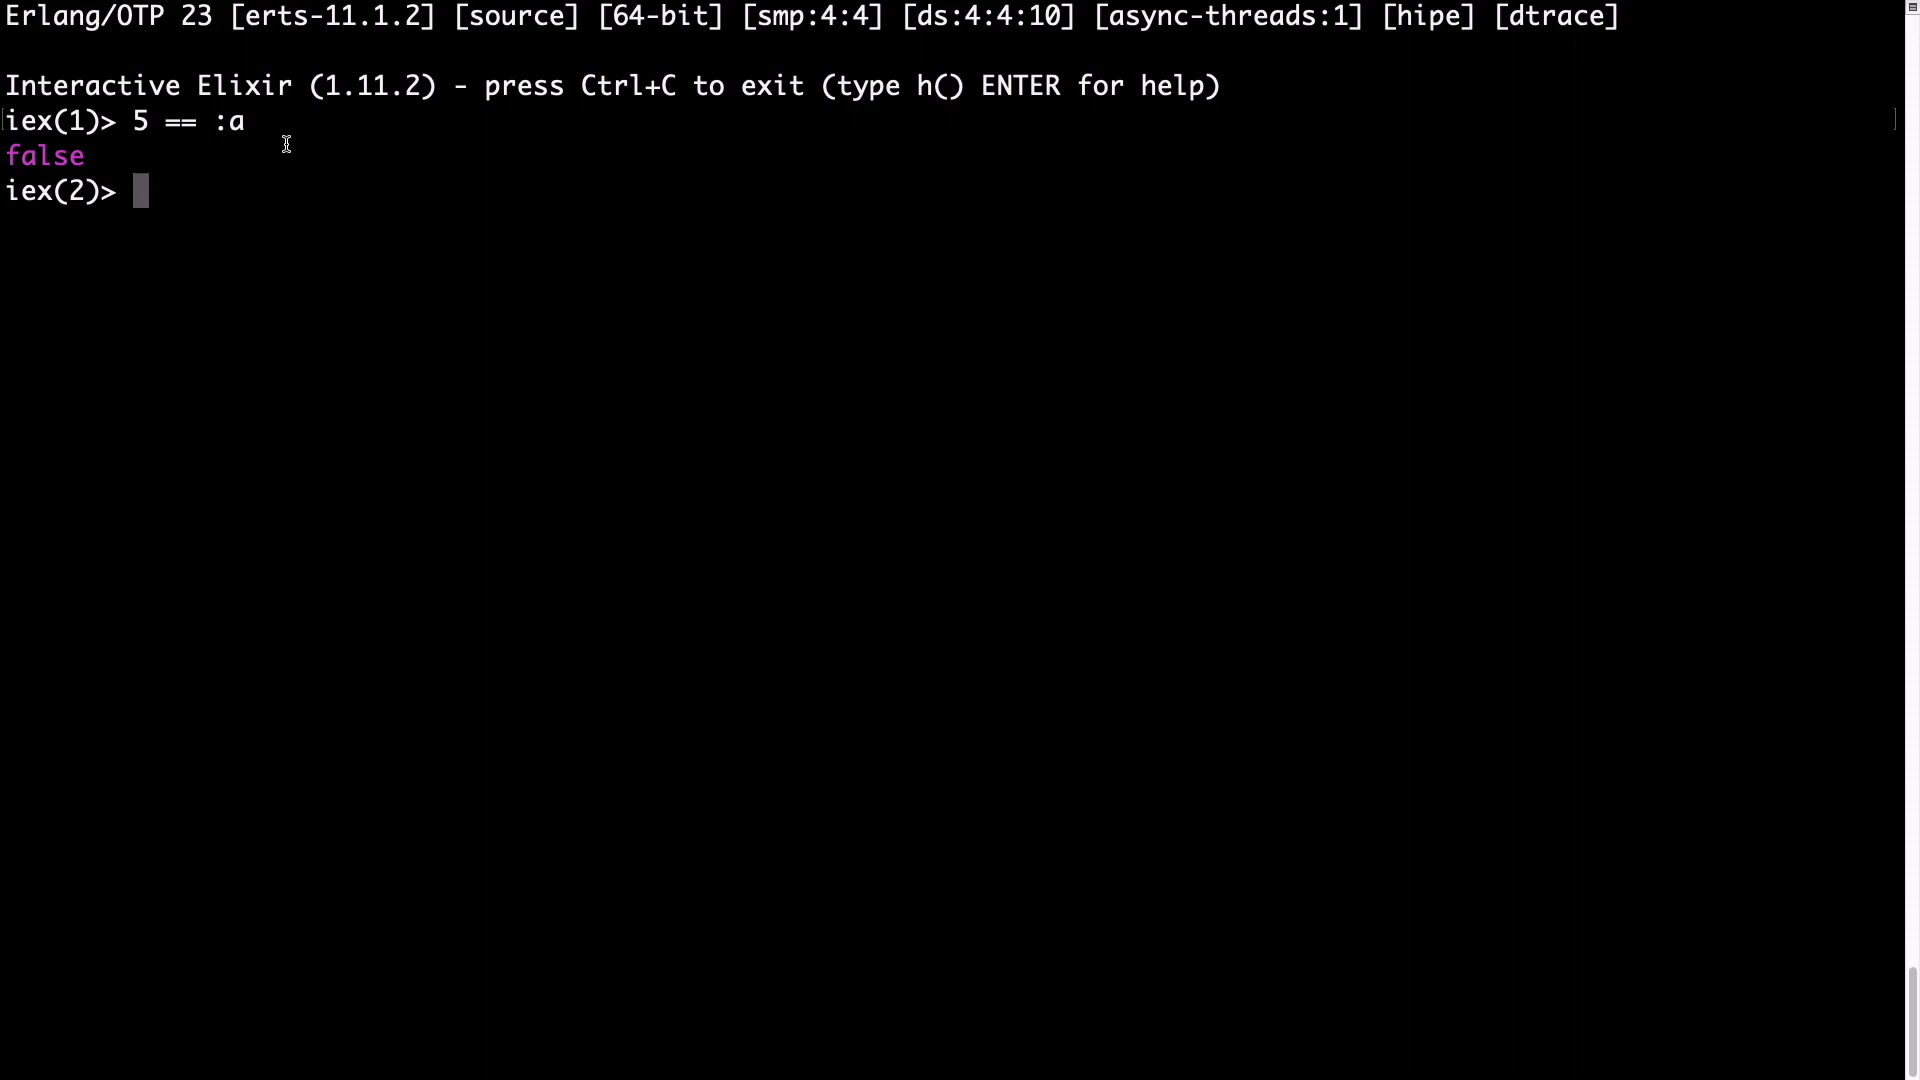 Erlang/OTP 23 [erts-11.1.2] [source] [64-bit] [smp:4:4] [ds:4:4:10] [async-threads:1] [hipe] [dtrace]
Interactive Elixir (1.11.2) - press Ctrl+C to exit (type h() ENTER for help)
iex(1)> 5 == :a
false
iex(2)>